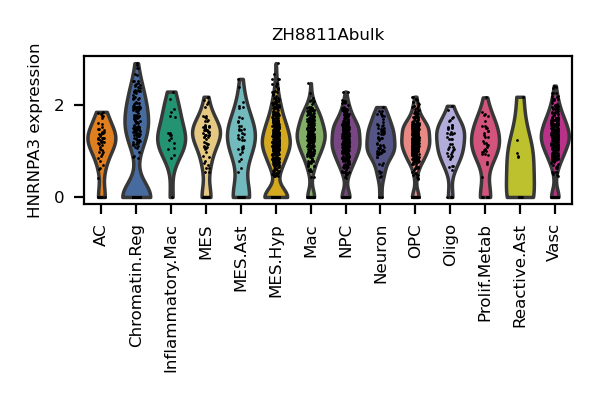 ZH8811Abulk
HNRNPA3 expression
2
0
AC
Chromatin.Reg
Inflammatory.Mac
MES
MES.Ast
MES.Hyp
Mac
NPC
Neuron
OPC
Oligo
Prolif.Metab
Reactive.Ast
Vasc